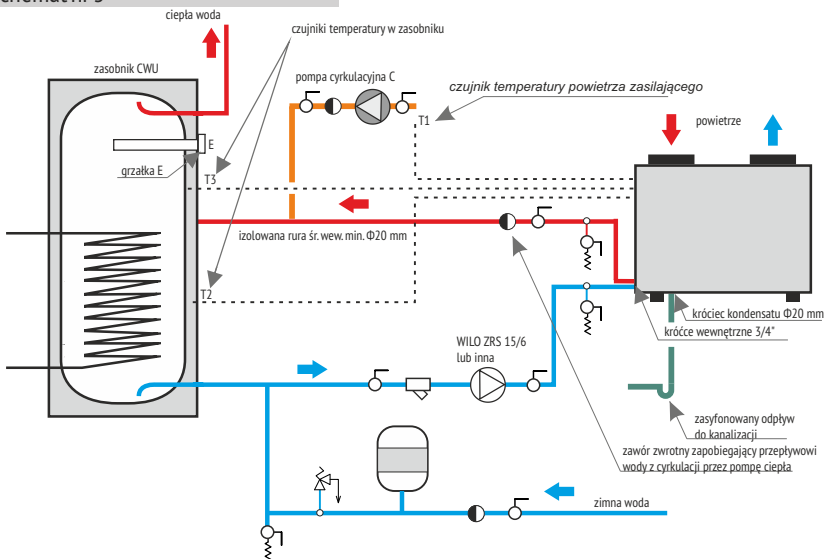 ciepła woda
czujniki temperatury w zasobniku
zasobnik CWU
pompa cyrkulacyjna C
czujnik temperatury powietrza zasilającego
T1
powietrze
E
grzałka E
T3
izolowana rura śr. wew. min. Φ20 mm
T2
króciec kondensatu Φ20 mm
króćce wewnętrzne 3/4"
WILO ZRS 15/6
lub inna
zasyfonowany odpływ
do kanalizacji
zawór zwrotny zapobiegający przepływowi
wody z cyrkulacji przez pompę ciepła
zimna woda